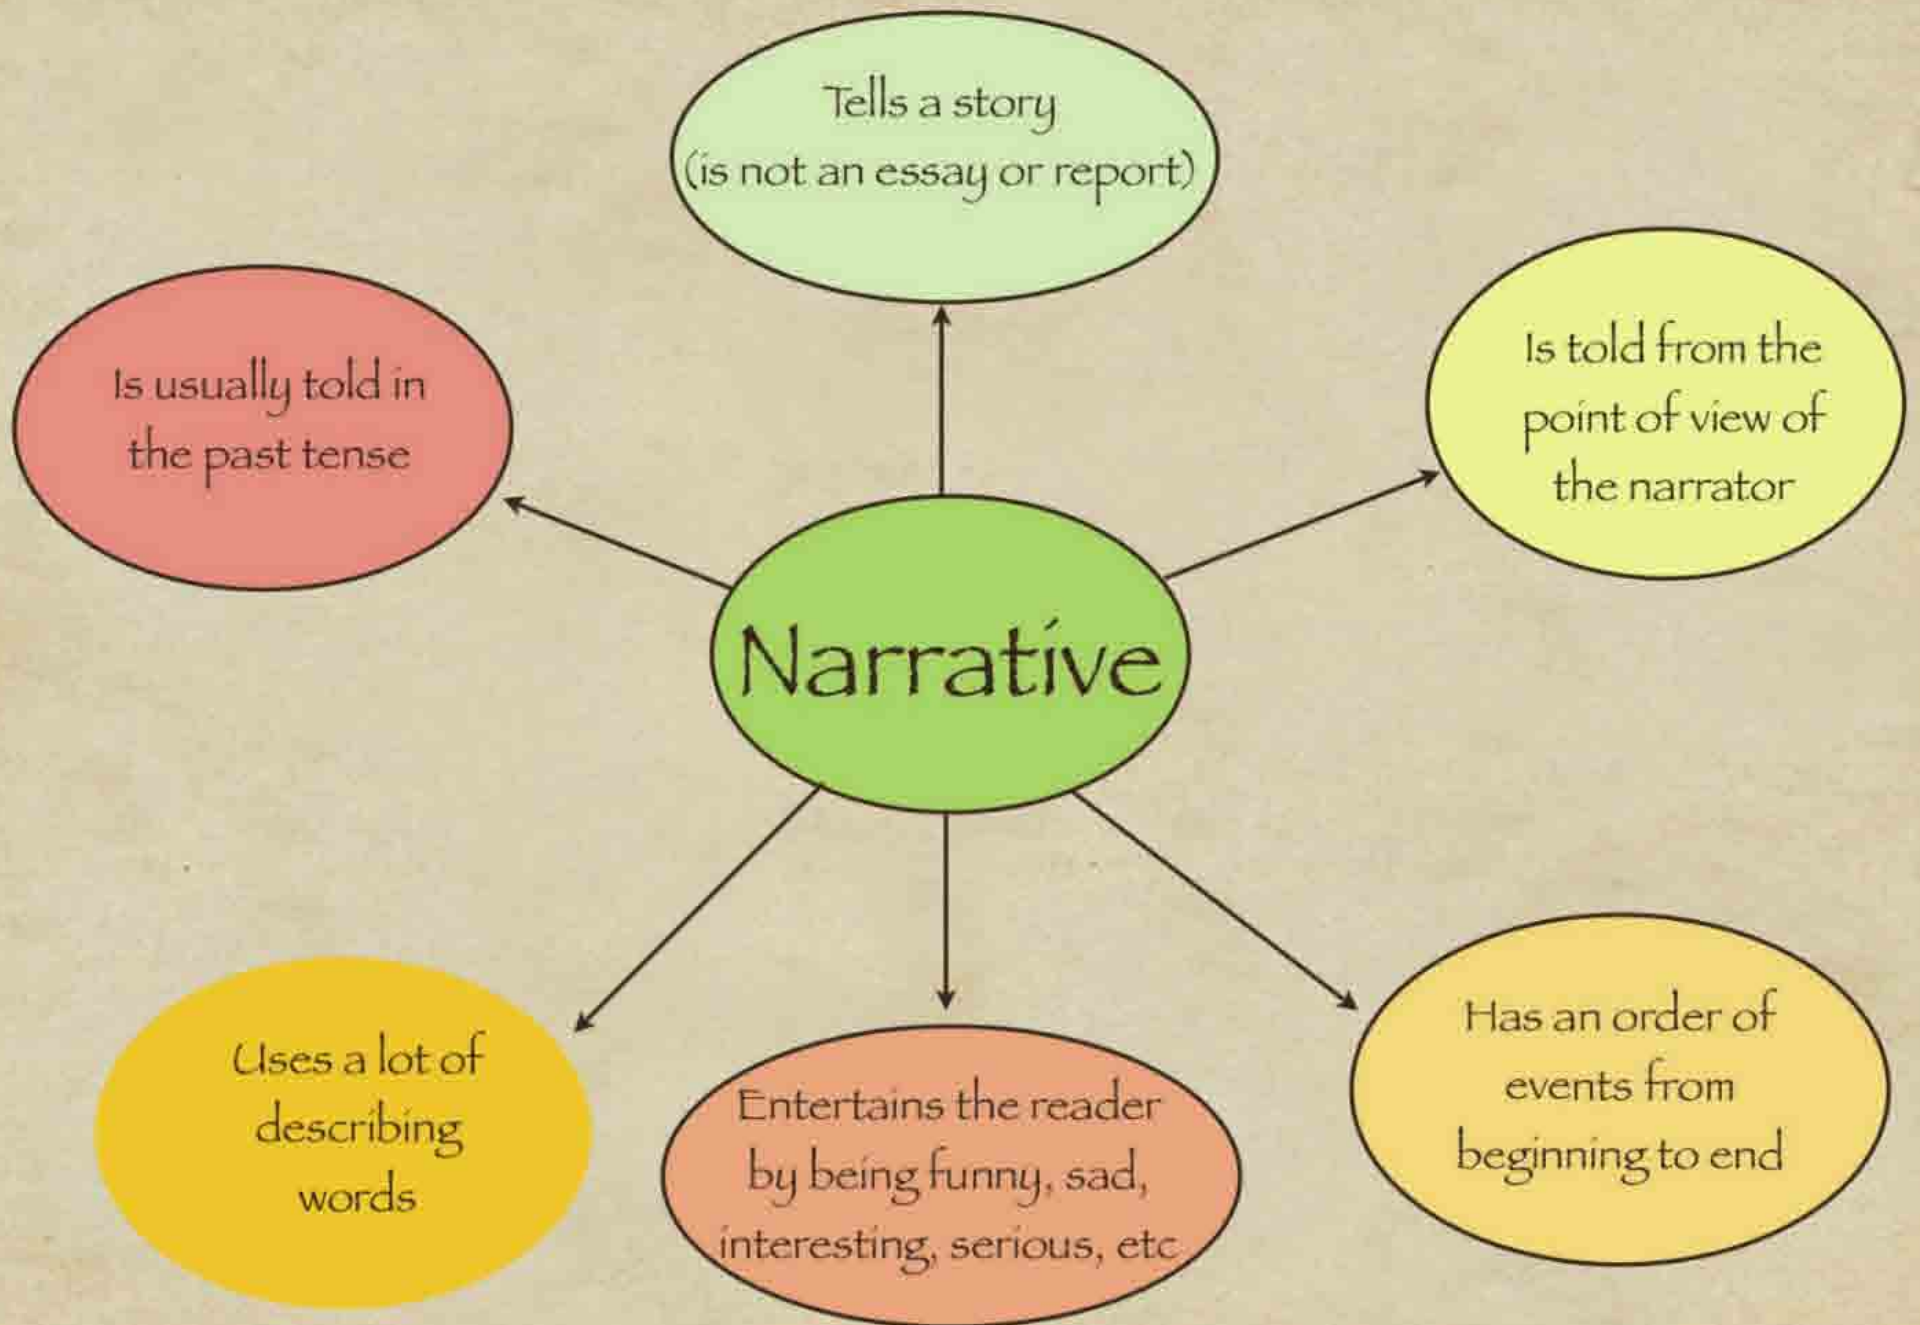 Tells a story
(is not an essay or report)
Is told from the
point of view of
the narrator
Is usually told in
the past tense
Narrative
Has an order of
events from
beginning to end
Uses a lot of
describing
words
Entertains the reader
by being funny, sad,
interesting, serious, etc